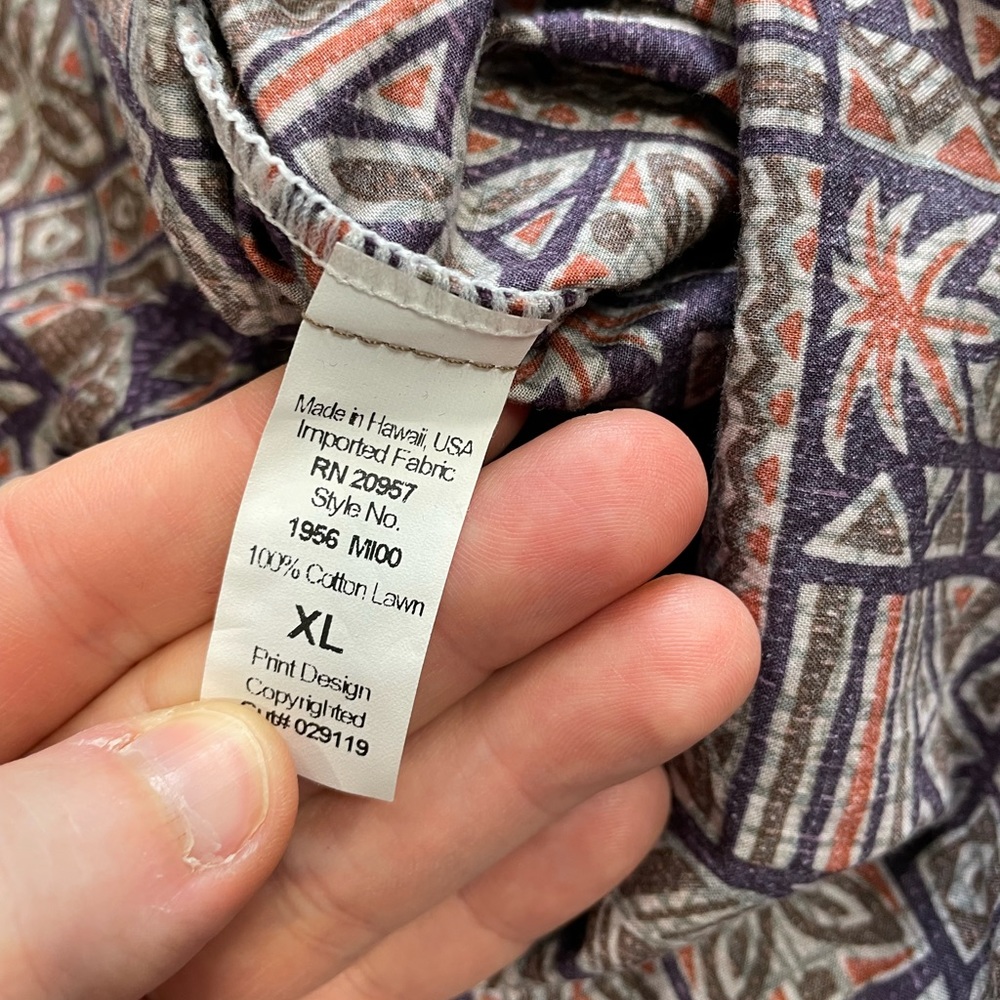 Made in Hawaii, USA
Imported Fabric
RN 20957
Style No.
1956 MI00
100% Cotton Lawn
XL
Print Design
Copyrighted
Cut# 029119